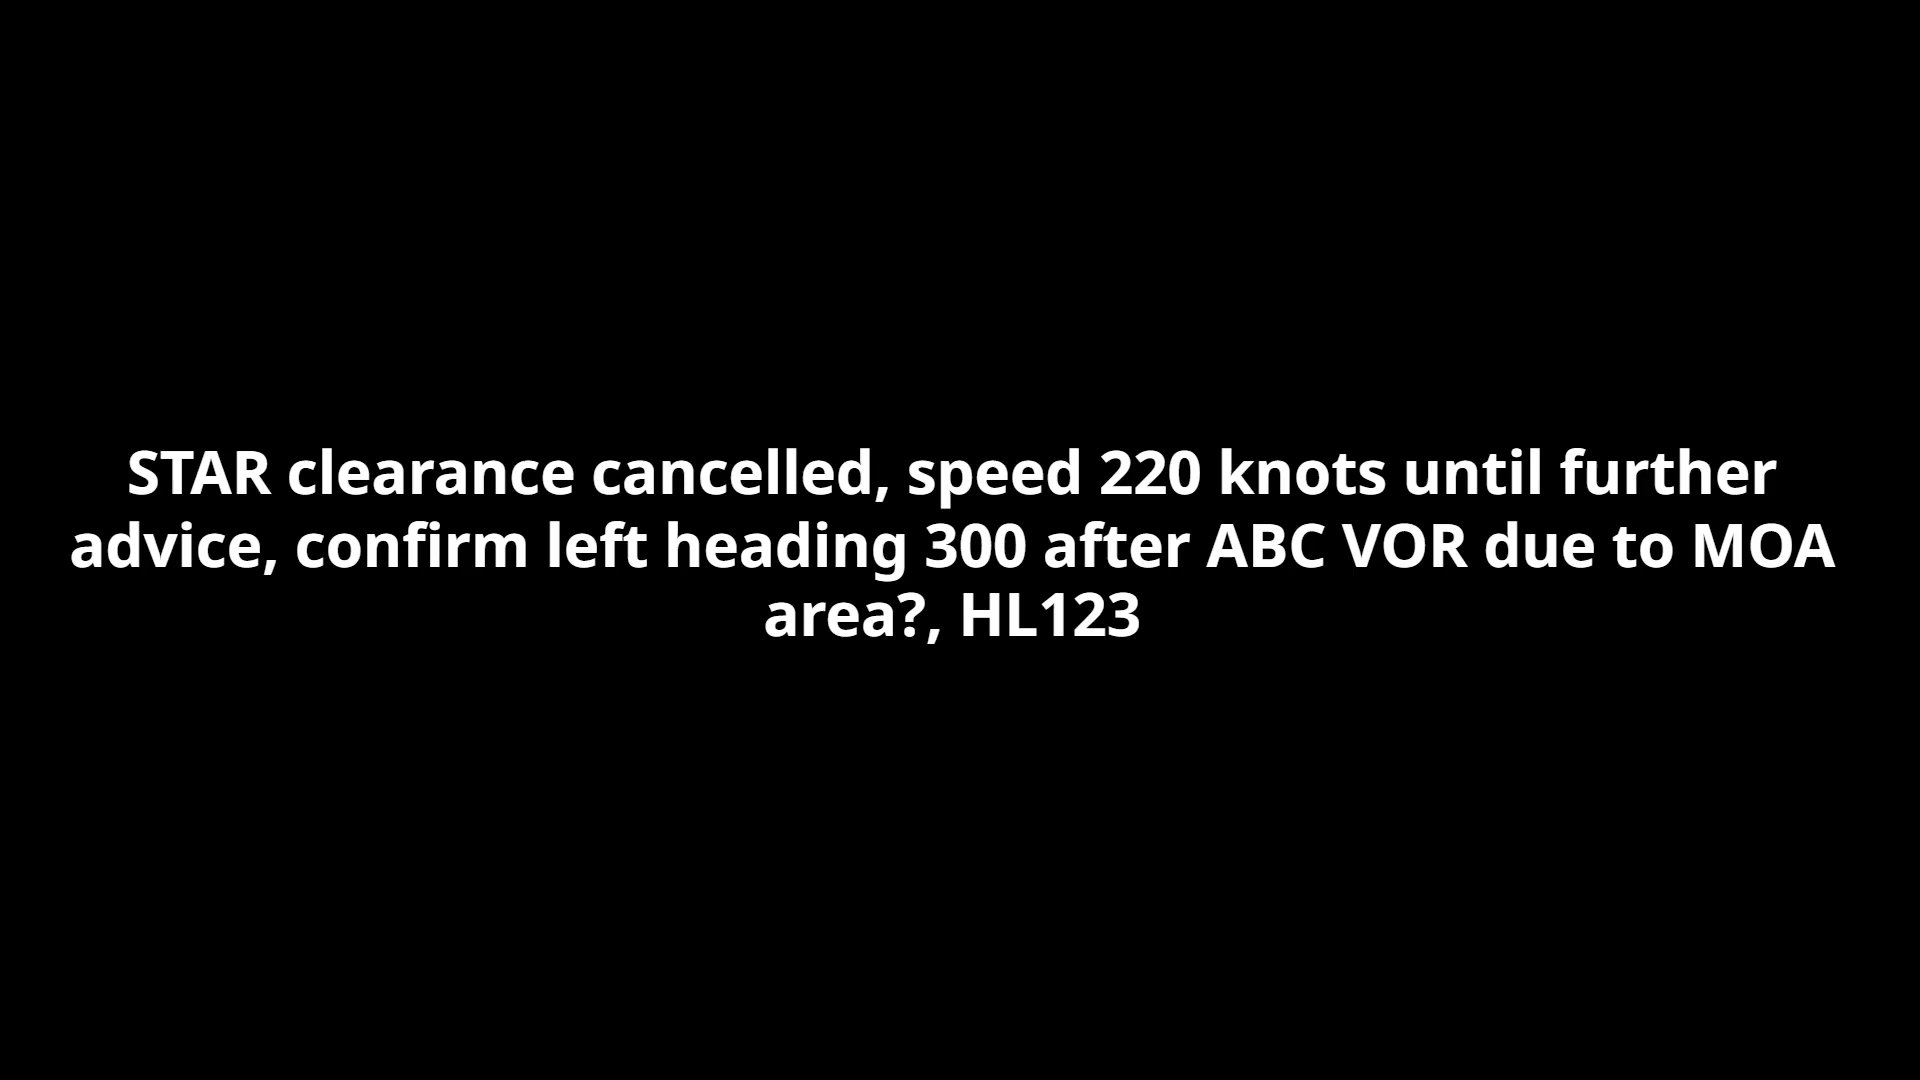 STAR clearance cancelled, speed 220 knots until further
advice, confirm left heading 300 after ABC VOR due to MOA
area?, HL123